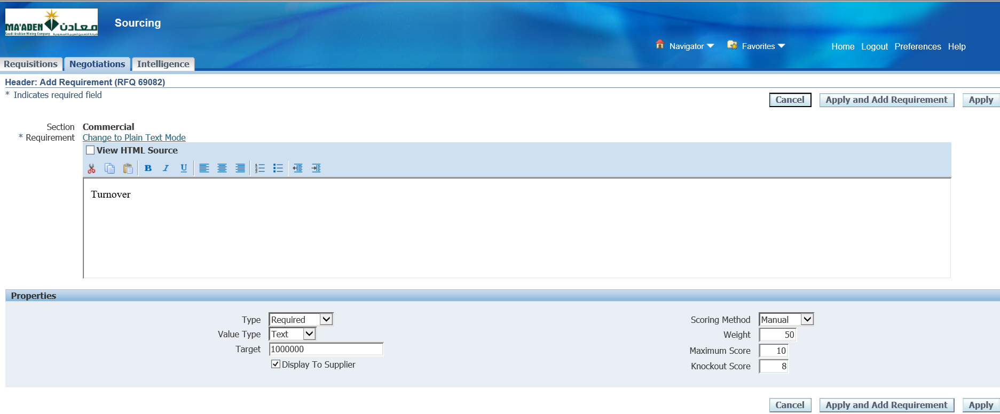 MA'ADEN معادن
Saudi Arabian Mining Company
Sourcing
Navigator
Favorites
Home Logout Preferences Help
Requisitions Negotiations Intelligence
Header: Add Requirement (RFQ 69082)
* Indicates required field
Cancel Apply and Add Requirement Apply
Section Commercial
* Requirement Change to Plain Text Mode
View HTML Source
B I U
Turnover
Properties
Type Required
Scoring Method Manual
Value Type Text
Weight 50
Target 1000000
Maximum Score 10
Display To Supplier
Knockout Score 8
Cancel Apply and Add Requirement Apply